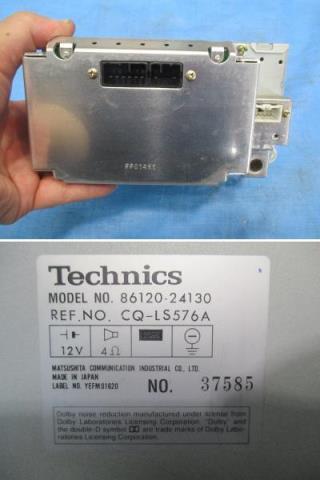 Technics
MODEL NO. 86120-24130
REF.NO. CQ-LS576A
12V 4Ω
MATSUSHITA COMMUNICATION INDUSTRIAL CO., LTD.
MADE IN JAPAN
LABEL NO. YEFM01620
NO. 37585
Dolby noise reduction manufactured under license from
Dolby Laboratories Licensing Corporation. "Dolby" and
the double-D symbol are trade marks of Dolby Labo-
ratories Licensing Corporation.